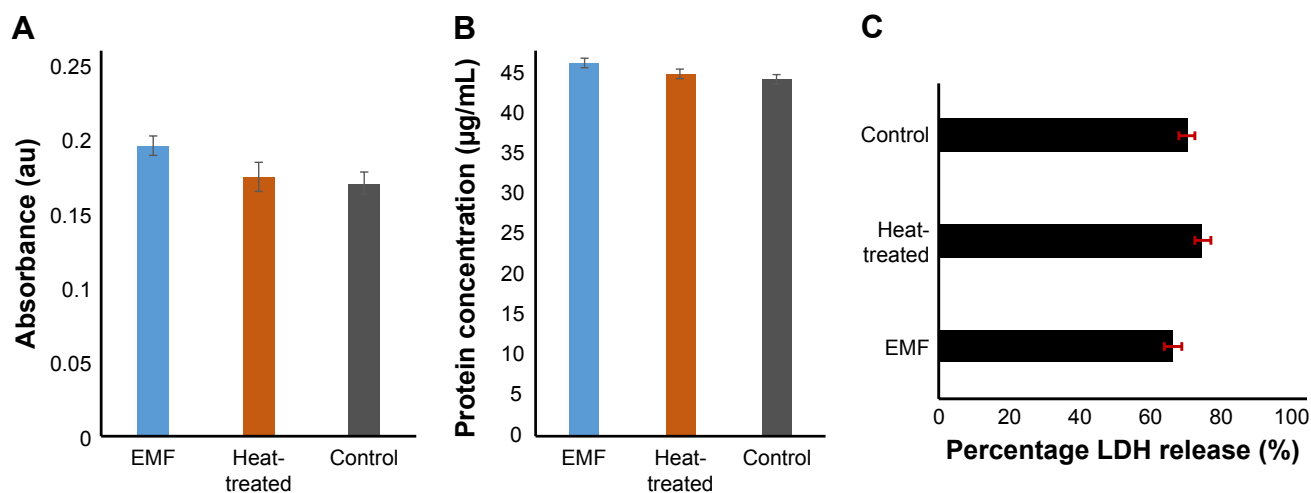 A
Absorbance (au)
0.25
0.2
0.15
0.1
0.05
0
EMF
Heat-
treated
Control
B
Protein concentration (µg/mL)
45
40
35
30
25
20
15
10
5
0
EMF
Heat-
treated
Control
C
Control
Heat-
treated
EMF
0 20 40 60 80 100
Percentage LDH release (%)